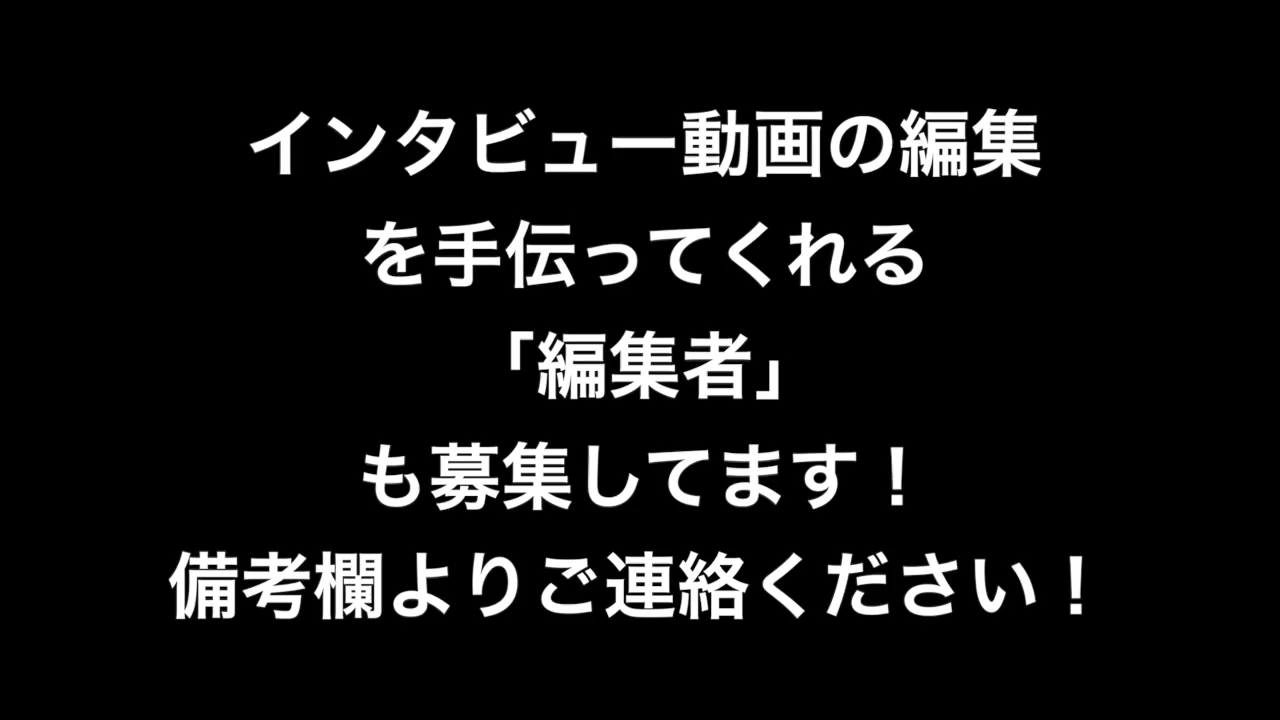 インタビュー動画の編集
を手伝ってくれる
「編集者」
も募集してます！
備考欄よりご連絡ください！